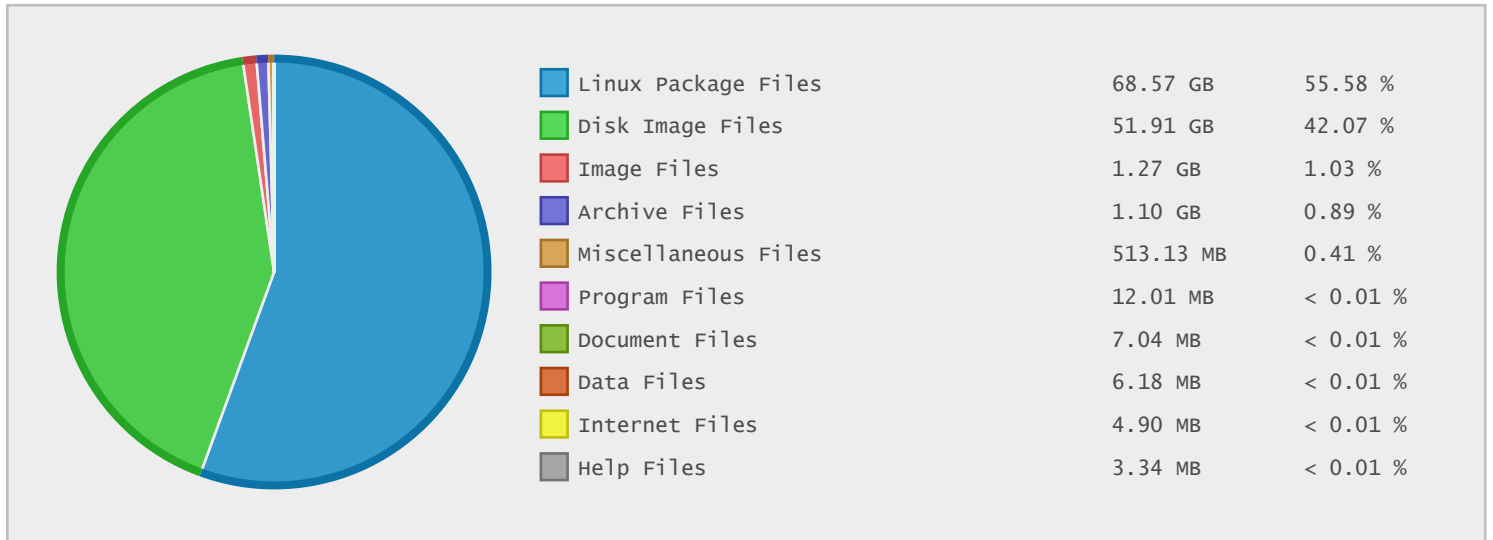 Linux Package Files 68.57 GB 55.58 %
Disk Image Files 51.91 GB 42.07 %
Image Files 1.27 GB 1.03 %
Archive Files 1.10 GB 0.89 %
Miscellaneous Files 513.13 MB 0.41 %
Program Files 12.01 MB < 0.01 %
Document Files 7.04 MB < 0.01 %
Data Files 6.18 MB < 0.01 %
Internet Files 4.90 MB < 0.01 %
Help Files 3.34 MB < 0.01 %